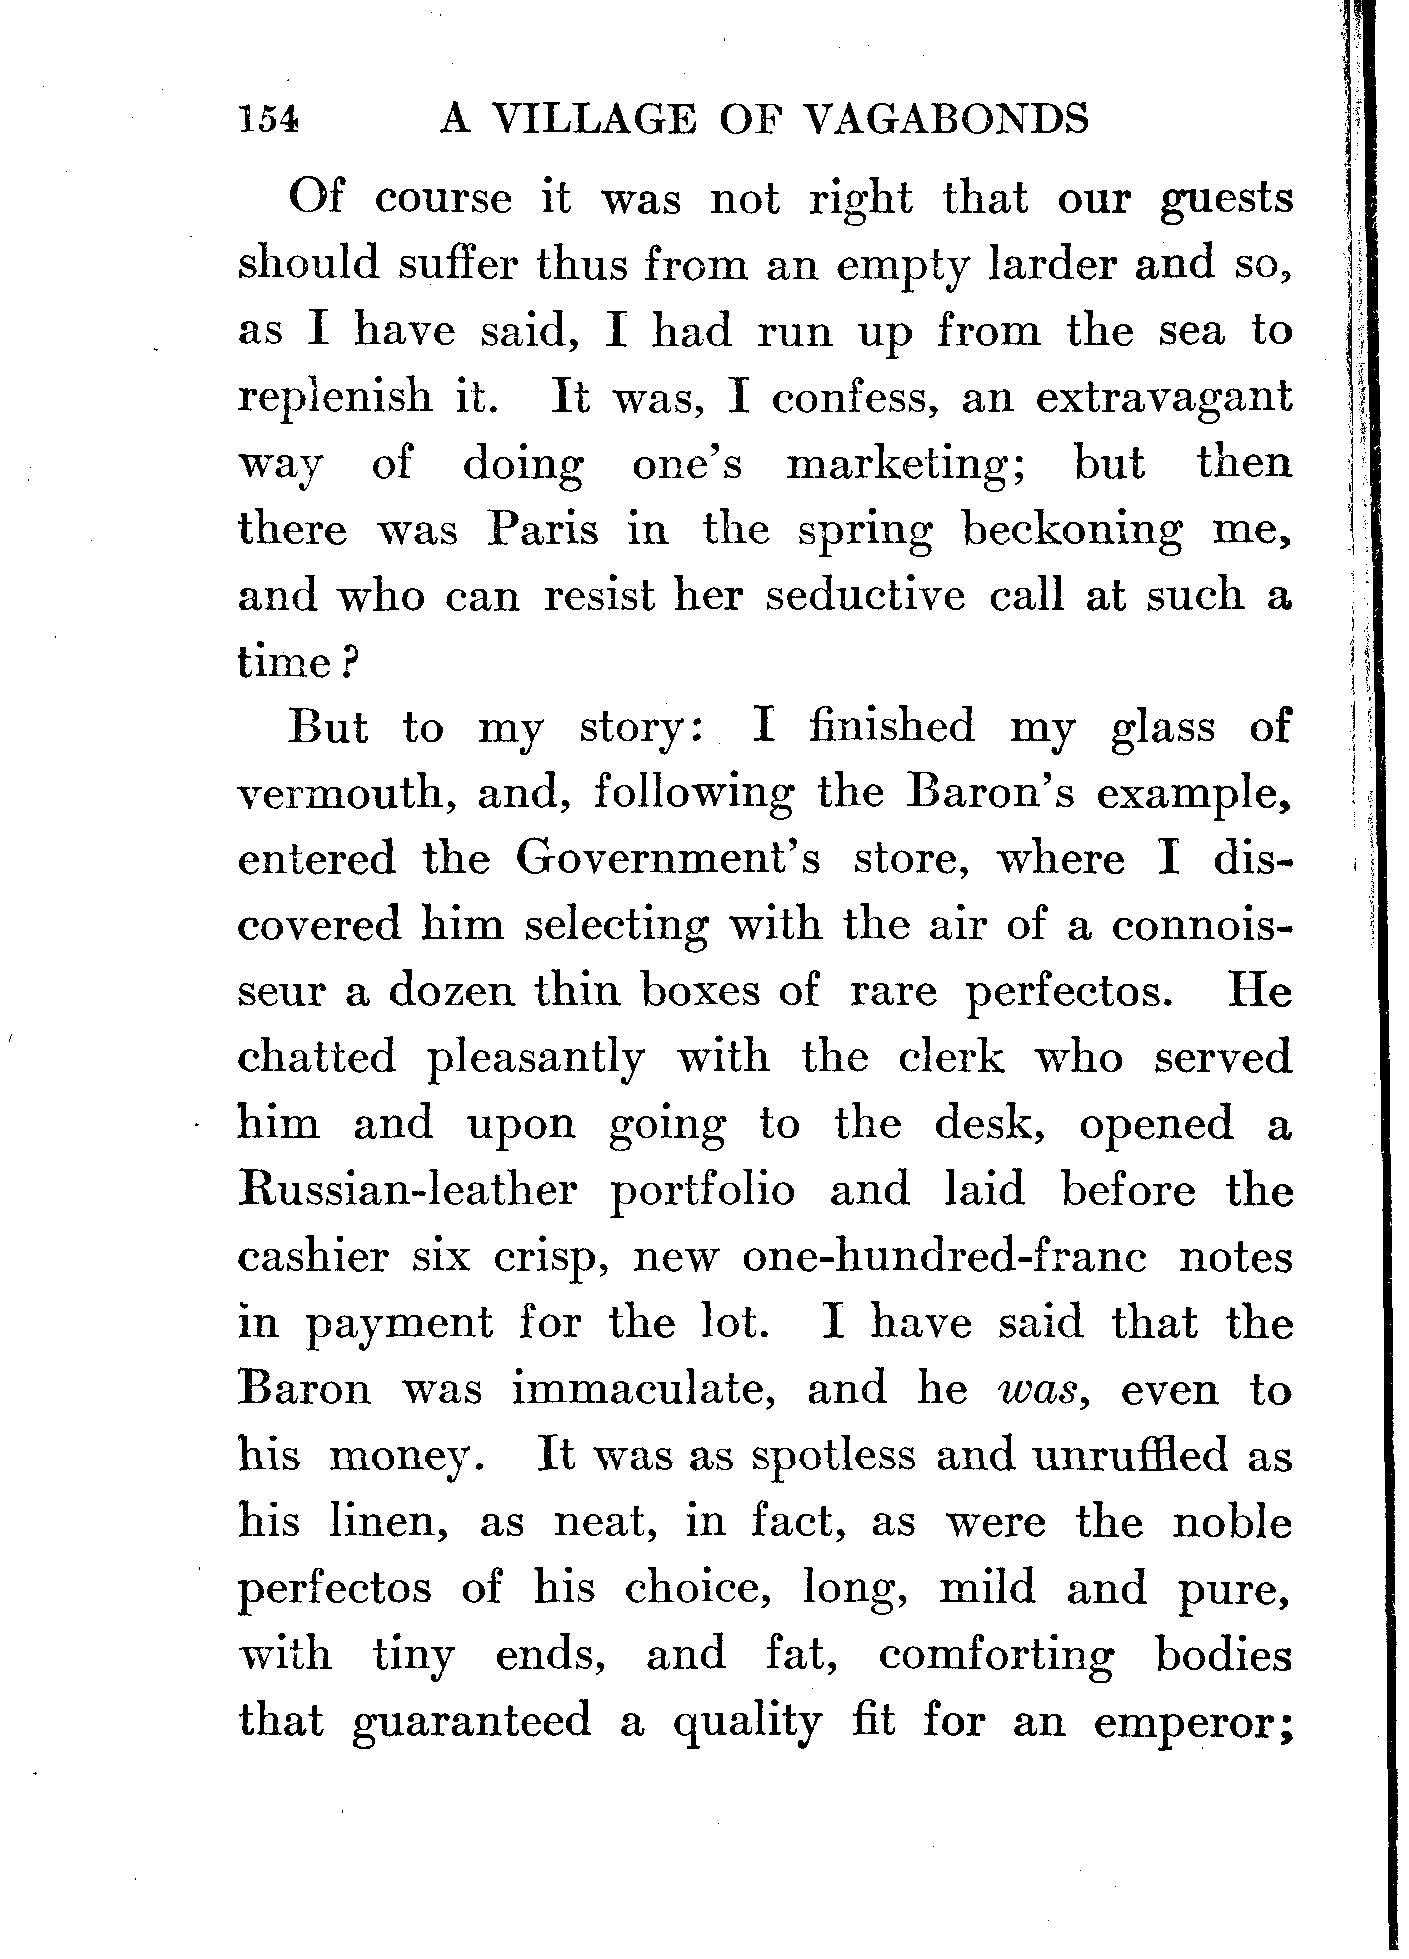 154 A VILLAGE OF VAGABONDS
Of course it was not right that our guests
should suffer thus from an empty larder and so,
as I have said, I had run up from the sea to
replenish it. It was, I confess, an extravagant
way of doing one's marketing; but then
there was Paris in the spring beckoning me,
and who can resist her seductive call at such a
time?
But to my story: I finished my glass of
vermouth, and, following the Baron's example,
entered the Government's store, where I dis-
covered him selecting with the air of a connois-
seur a dozen thin boxes of rare perfectos. He
chatted pleasantly with the clerk who served
him and upon going to the desk, opened a
Russian-leather portfolio and laid before the
cashier six crisp, new one-hundred-franc notes
in payment for the lot. I have said that the
Baron was immaculate, and he was, even to
his money. It was as spotless and unruffled as
his linen, as neat, in fact, as were the noble
perfectos of his choice, long, mild and pure,
with tiny ends, and fat, comforting bodies
that guaranteed a quality fit for an emperor;